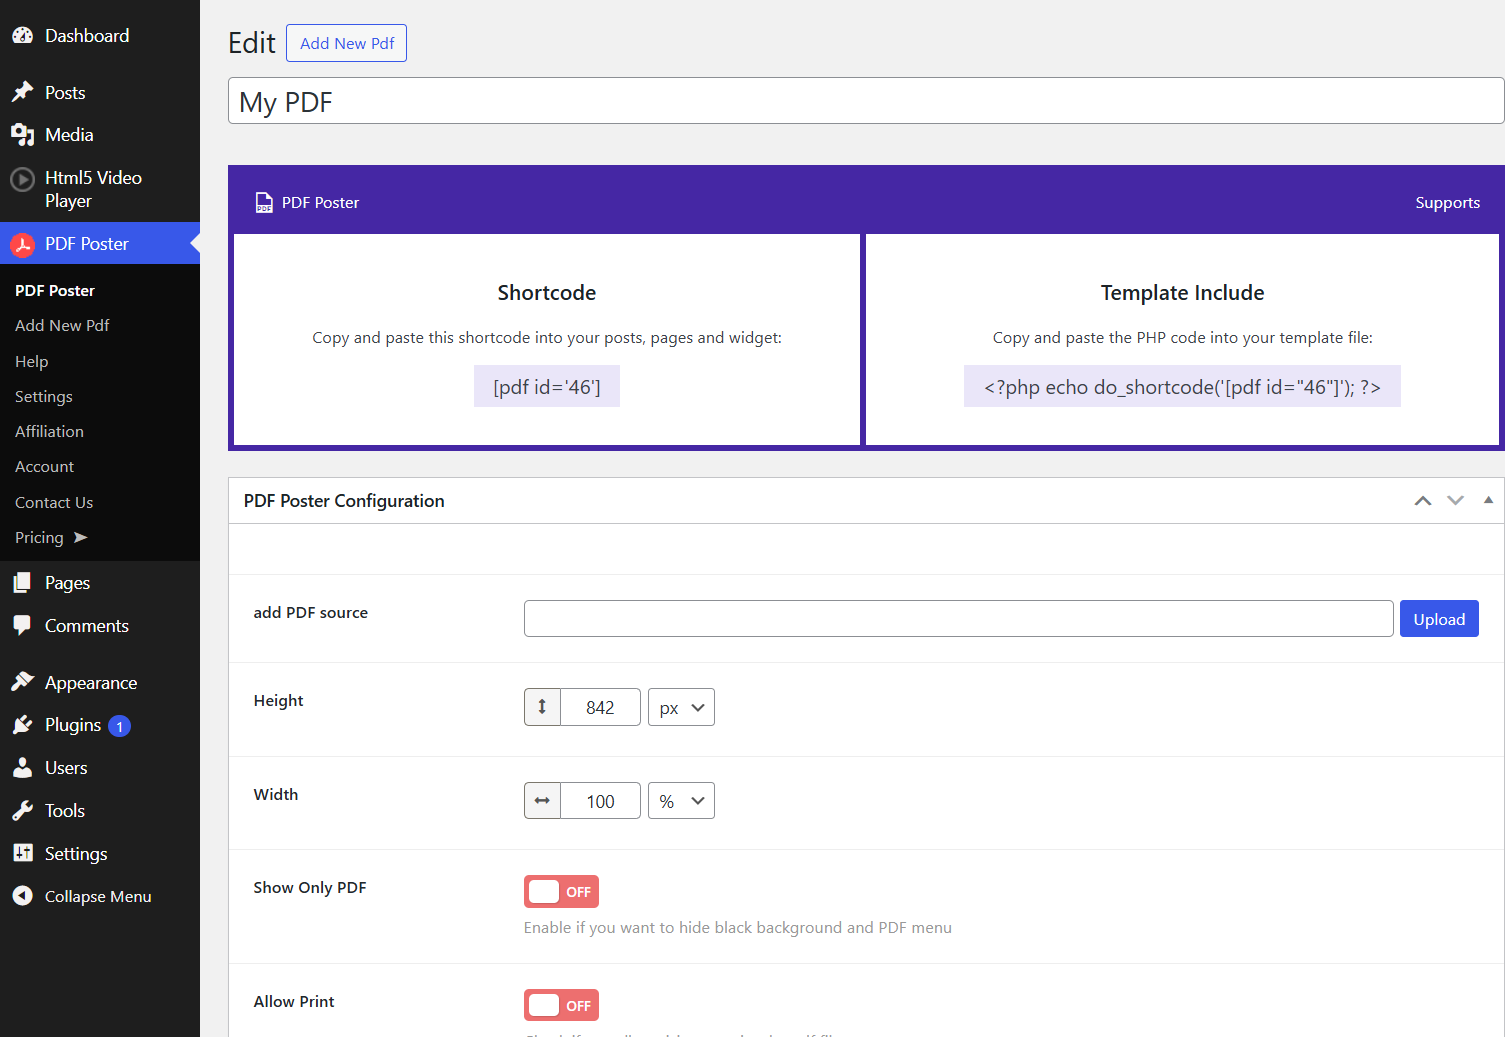 Dashboard
Posts
Media
Html5 Video
Player
PDF Poster
PDF Poster
Add New Pdf
Help
Settings
Affiliation
Account
Contact Us
Pricing ➤
Pages
Comments
Appearance
Plugins 1
Users
Tools
Settings
Collapse Menu
Edit Add New Pdf
My PDF
PDF Poster Supports
Shortcode
Copy and paste this shortcode into your posts, pages and widget:
[pdf id='46']
Template Include
Copy and paste the PHP code into your template file:
<?php echo do_shortcode('[pdf id="46"]'); ?>
PDF Poster Configuration
add PDF source Upload
Height 842 px
Width 100 %
Show Only PDF OFF
Enable if you want to hide black background and PDF menu
Allow Print OFF